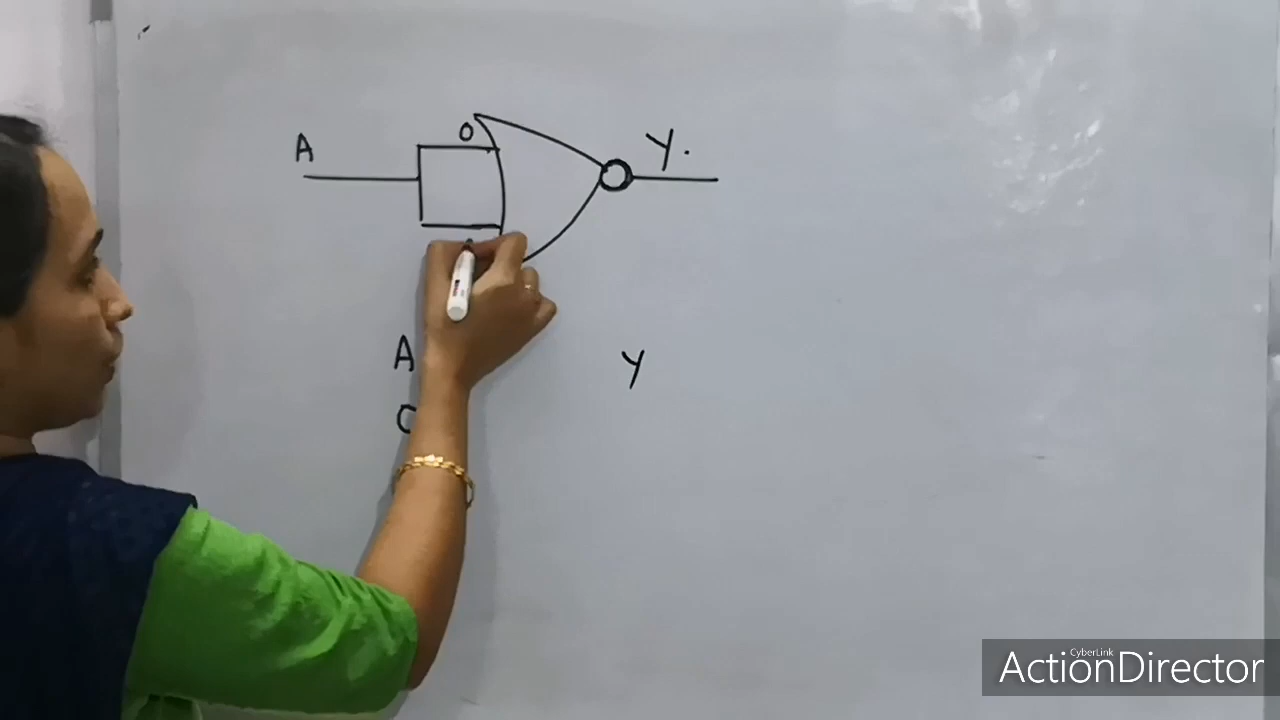 A O Y.
A Y
0
CyberLink
ActionDirector